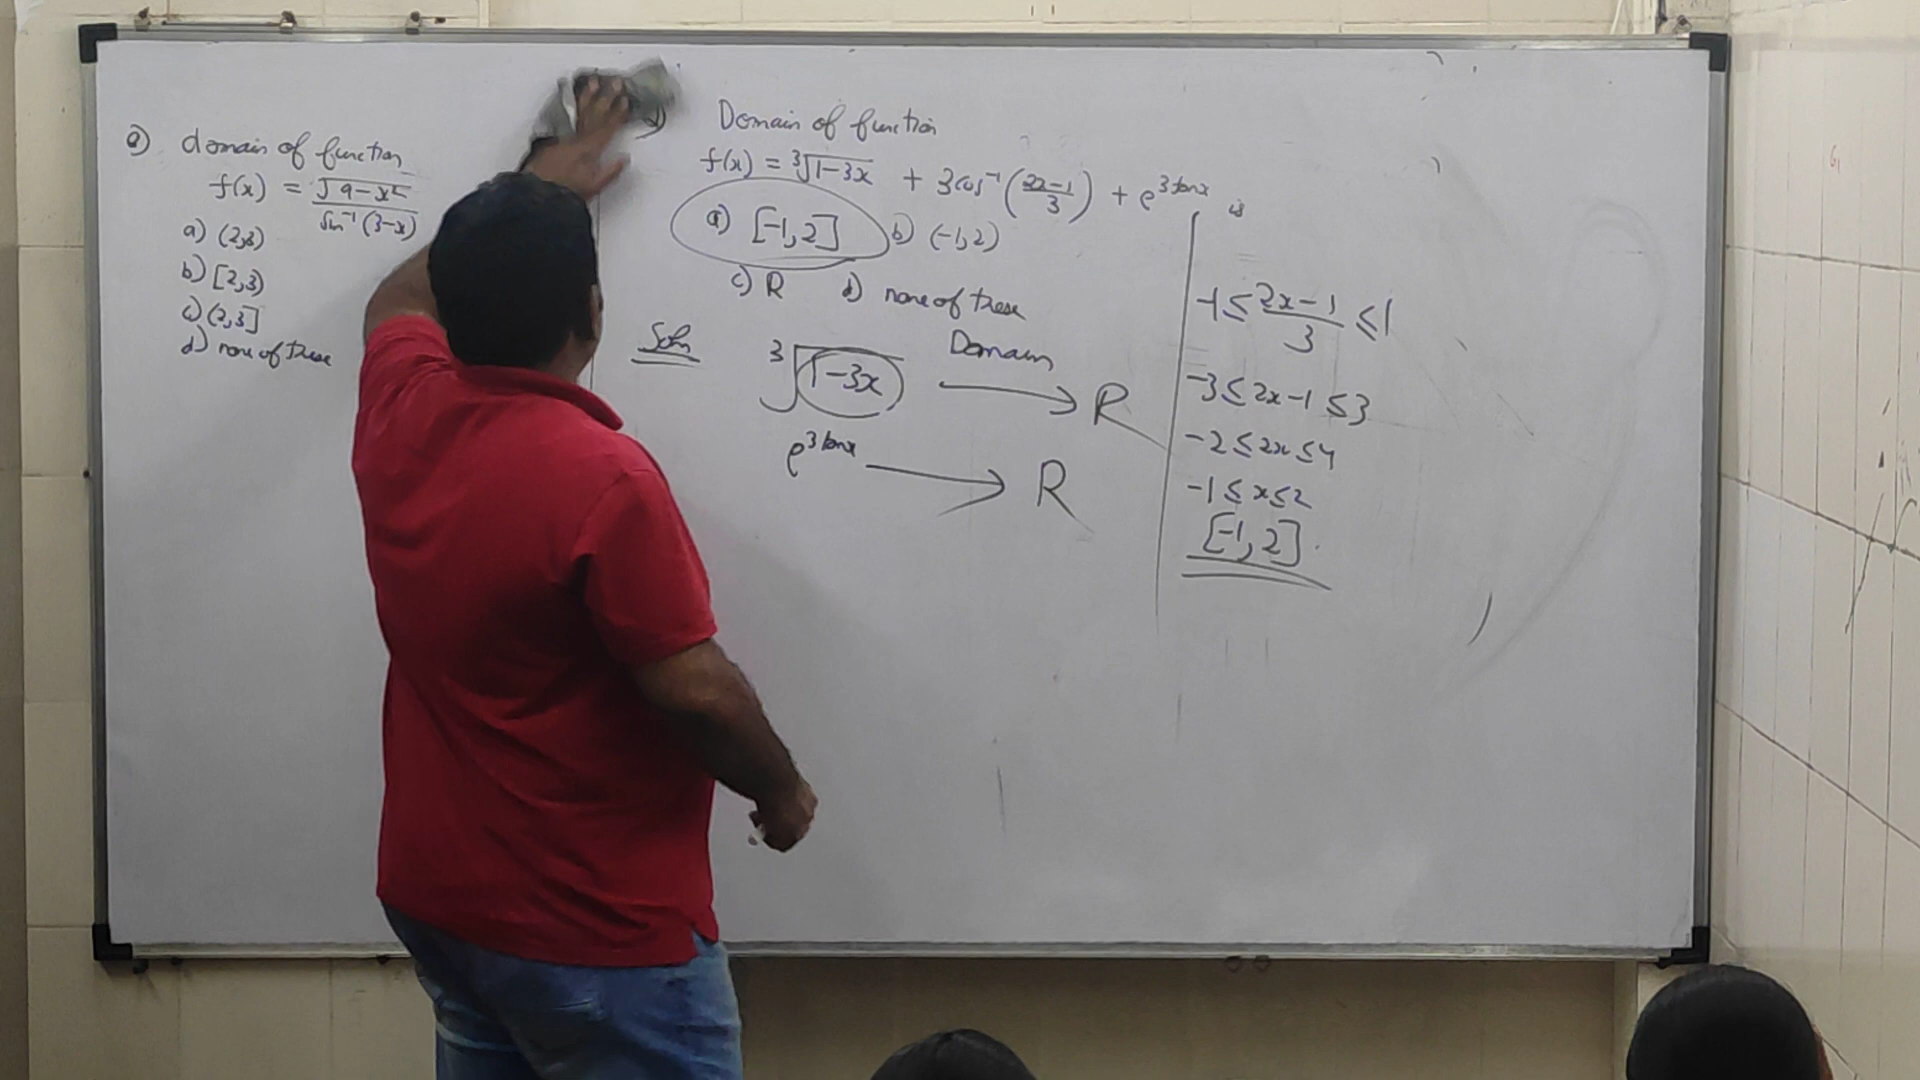 Q) domain of function
f(x) = √9-x² / sin⁻¹(3-x)
a) (2,3)
b) [2,3)
c) (2,3]
d) none of these
Domain of function
f(x) = ³√1-3x + 3cos⁻¹(2x-1/3) + e^3tanx is
a) [-1,2] b) (-1,2)
c) R d) none of these
Soln
³√1-3x Domain → R
e^3tanx → R
-1 ≤ 2x-1/3 ≤ 1
-3 ≤ 2x-1 ≤ 3
-2 ≤ 2x ≤ 4
-1 ≤ x ≤ 2
[-1,2].